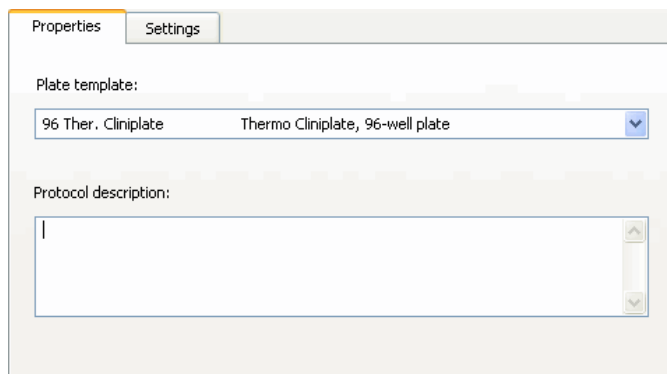 Properties Settings
Plate template:
96 Ther. Cliniplate Thermo Cliniplate, 96-well plate
Protocol description: